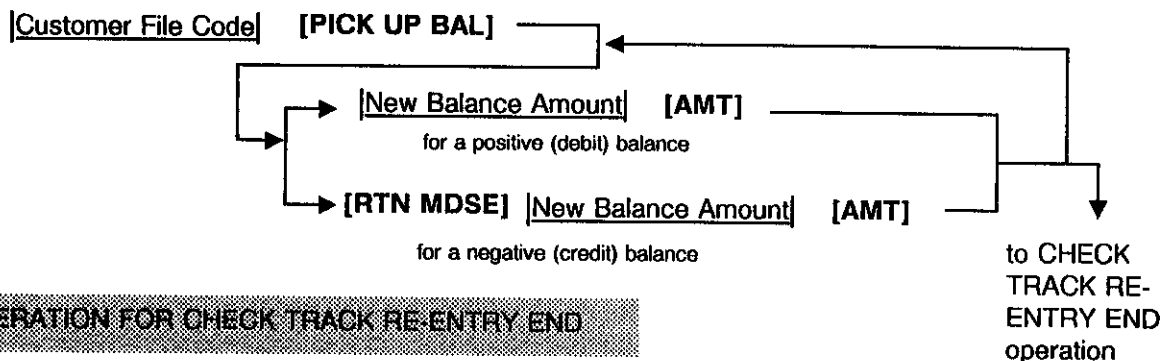 |Customer File Code| [PICK UP BAL]
|New Balance Amount| [AMT]
for a positive (debit) balance
[RTN MDSE] |New Balance Amount| [AMT]
for a negative (credit) balance
to CHECK
TRACK RE-
ENTRY END
operation
ERATION FOR CHECK TRACK RE-ENTRY END